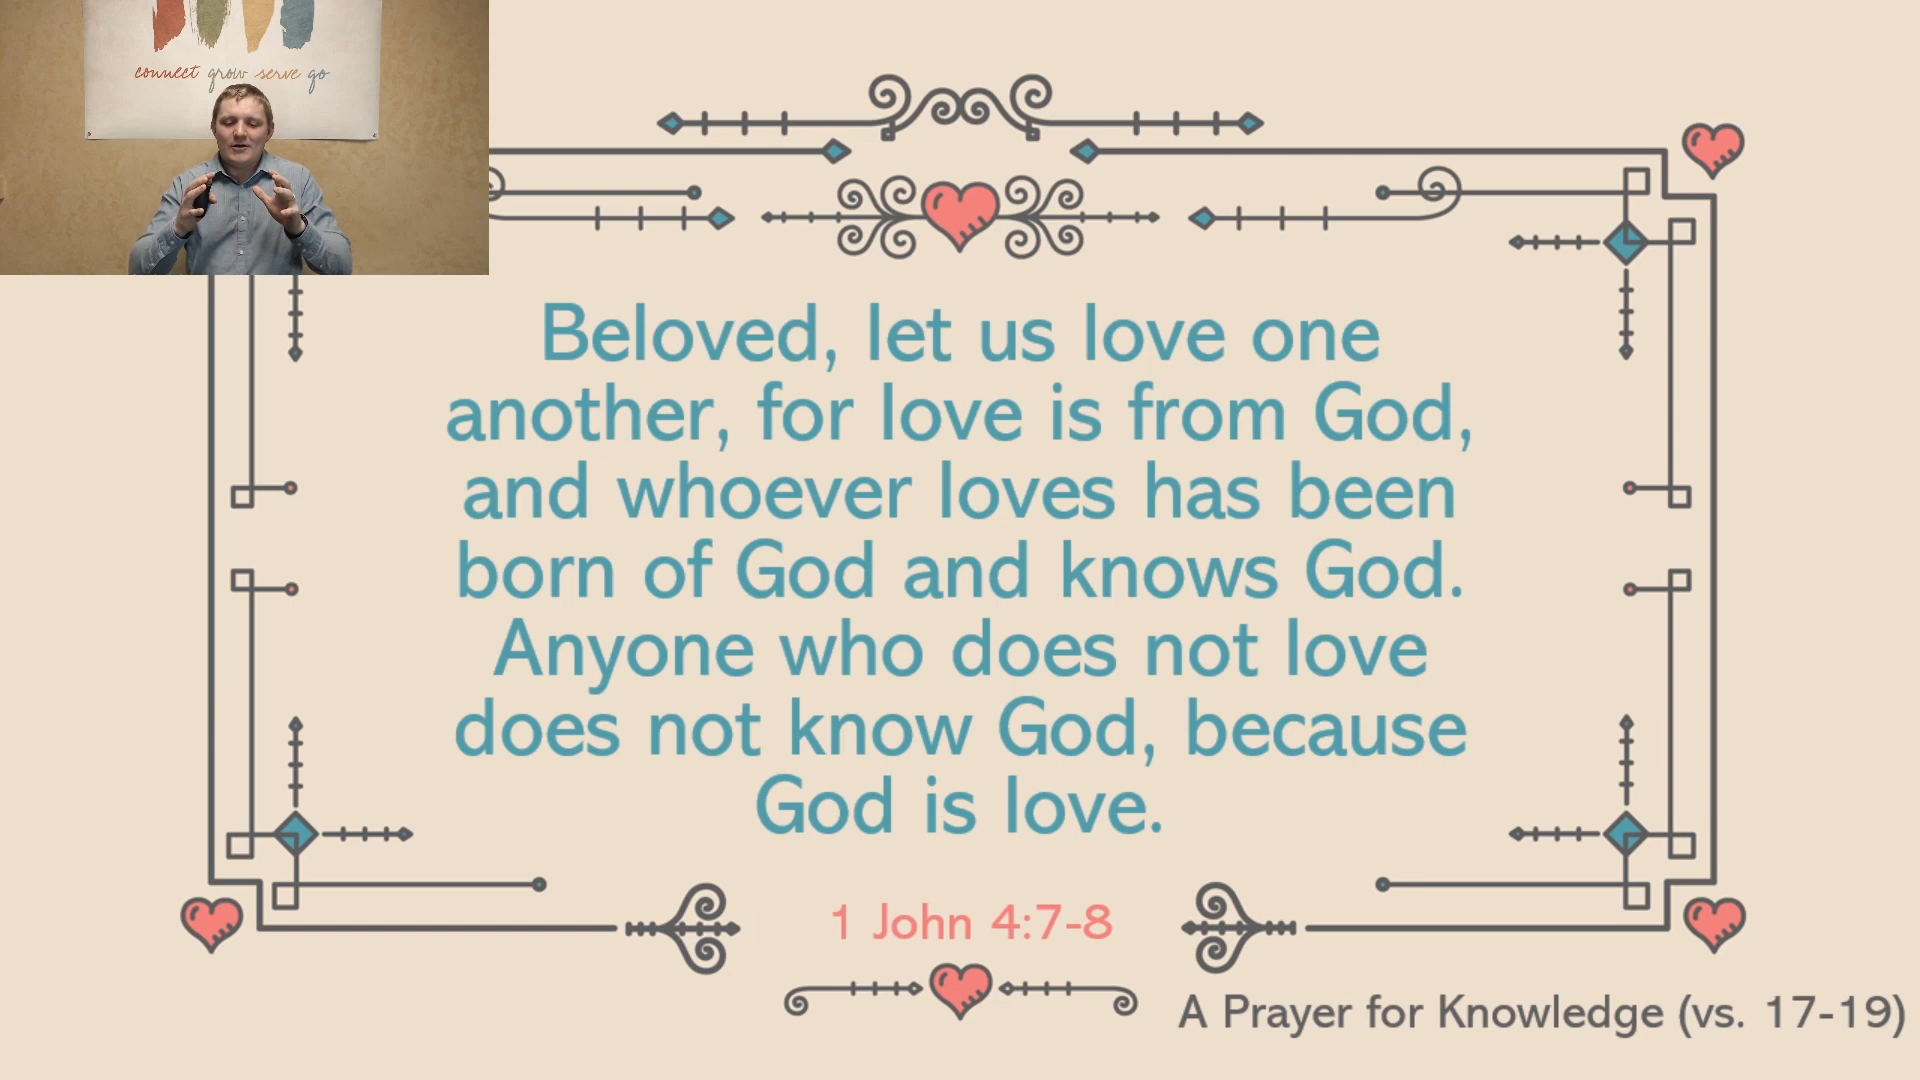 connect grow serve go
Beloved, let us love one
another, for love is from God,
and whoever loves has been
born of God and knows God.
Anyone who does not love
does not know God, because
God is love.
1 John 4:7-8
A Prayer for Knowledge (vs. 17-19)